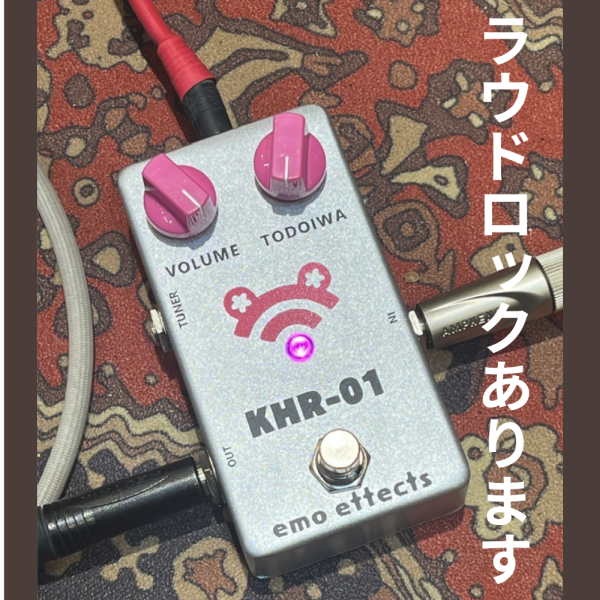 ラウドロックあります
VOLUME
TODOIWA
TUNER
IN
AMPHEN
KHR-01
OUT
emo effects